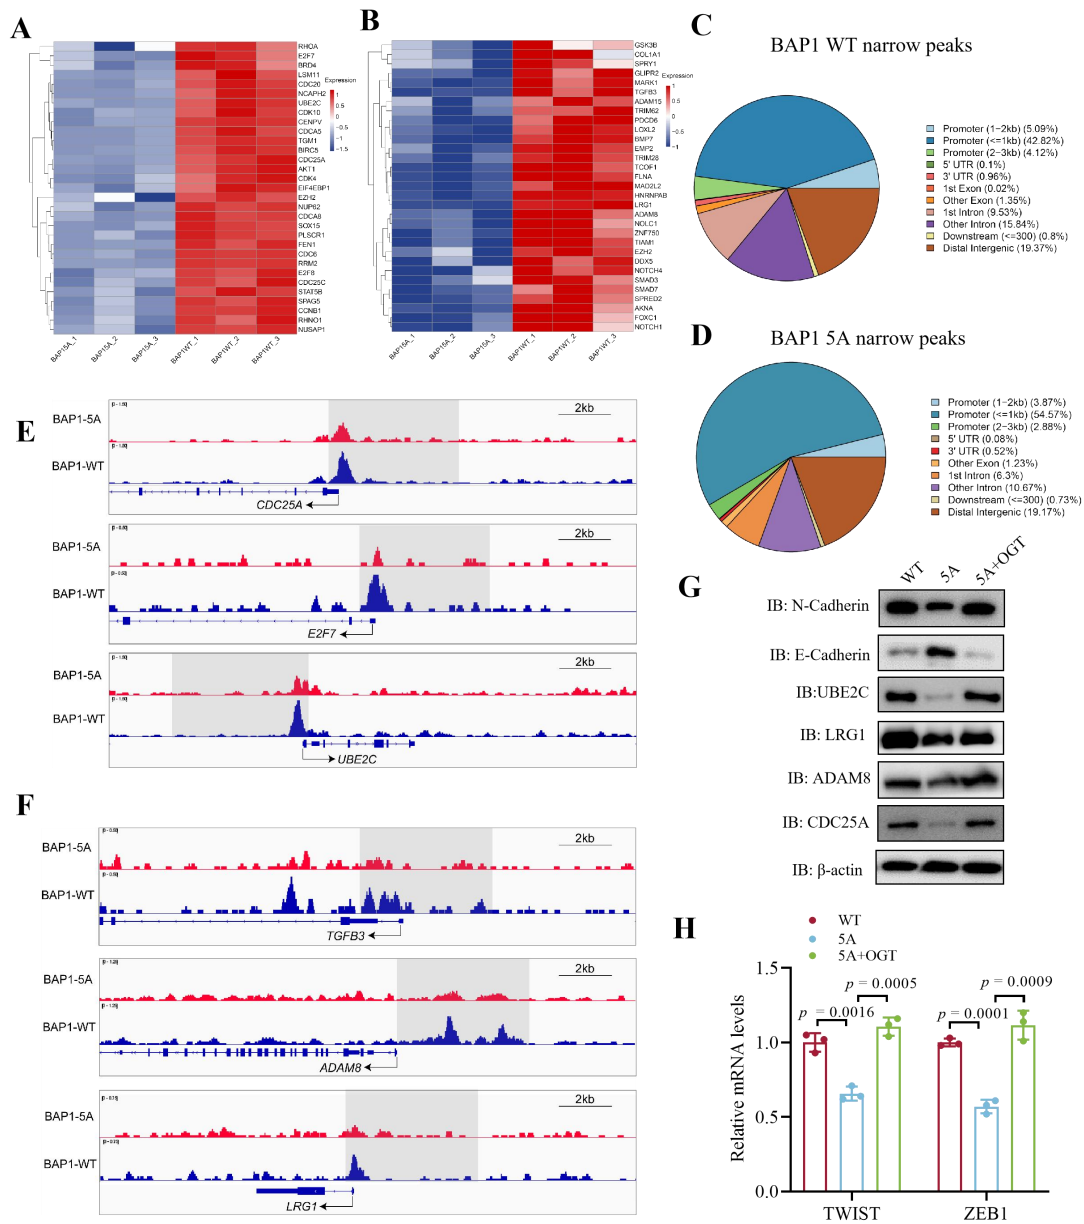 A
RHOA
E2F7
BRD4
LSM11
CDC20
NCAPH2
UBE2C
CDK10
CENPV
CDCA5
TGM1
BIRC5
CDC25A
AKT1
CDK4
EIF4EBP1
EZH2
NUP62
CDCA8
SOX15
PLSCR1
FEN1
CDC6
RRM2
E2F8
CDC25C
STAT5B
SPAG5
CCNB1
RHNO1
NUSAP1
Expression
1
0.5
0
−0.5
−1
−1.5
BAP15A_1
BAP15A_2
BAP15A_3
BAP1WT_1
BAP1WT_2
BAP1WT_3
B
GSK3B
COL1A1
SPRY1
GLIPR2
MARK1
TGFB3
ADAM15
TRIM62
PDCD6
LOXL2
BMP7
EMP2
TRIM28
TCOF1
FLNA
MAD2L2
HNRNPAB
LRG1
ADAM8
NOLC1
ZNF750
TIAM1
EZH2
DDX5
NOTCH4
SMAD3
SMAD7
SPRED2
AKNA
FOXC1
NOTCH1
Expression
1
0.5
0
−0.5
−1
BAP15A_1
BAP15A_2
BAP15A_3
BAP1WT_1
BAP1WT_2
BAP1WT_3
C
BAP1 WT narrow peaks
Promoter (1−2kb) (5.09%)
Promoter (<=1kb) (42.82%)
Promoter (2−3kb) (4.12%)
5' UTR (0.1%)
3' UTR (0.96%)
1st Exon (0.02%)
Other Exon (1.35%)
1st Intron (9.53%)
Other Intron (15.84%)
Downstream (<=300) (0.8%)
Distal Intergenic (19.37%)
D
BAP1 5A narrow peaks
Promoter (1−2kb) (3.87%)
Promoter (<=1kb) (54.57%)
Promoter (2−3kb) (2.88%)
5' UTR (0.08%)
3' UTR (0.52%)
Other Exon (1.23%)
1st Intron (6.3%)
Other Intron (10.67%)
Downstream (<=300) (0.73%)
Distal Intergenic (19.17%)
E
BAP1-5A
2kb
BAP1-WT
CDC25A
BAP1-5A
2kb
BAP1-WT
E2F7
BAP1-5A
2kb
BAP1-WT
UBE2C
F
BAP1-5A
2kb
BAP1-WT
TGFB3
BAP1-5A
2kb
BAP1-WT
ADAM8
BAP1-5A
2kb
BAP1-WT
LRG1
G
WT 5A 5A+OGT
IB: N-Cadherin
IB: E-Cadherin
IB:UBE2C
IB: LRG1
IB: ADAM8
IB: CDC25A
IB: β-actin
H
WT
5A
5A+OGT
Relative mRNA levels
1.5
1.0
0.5
0.0
p = 0.0016
p = 0.0005
p = 0.0001
p = 0.0009
TWIST
ZEB1